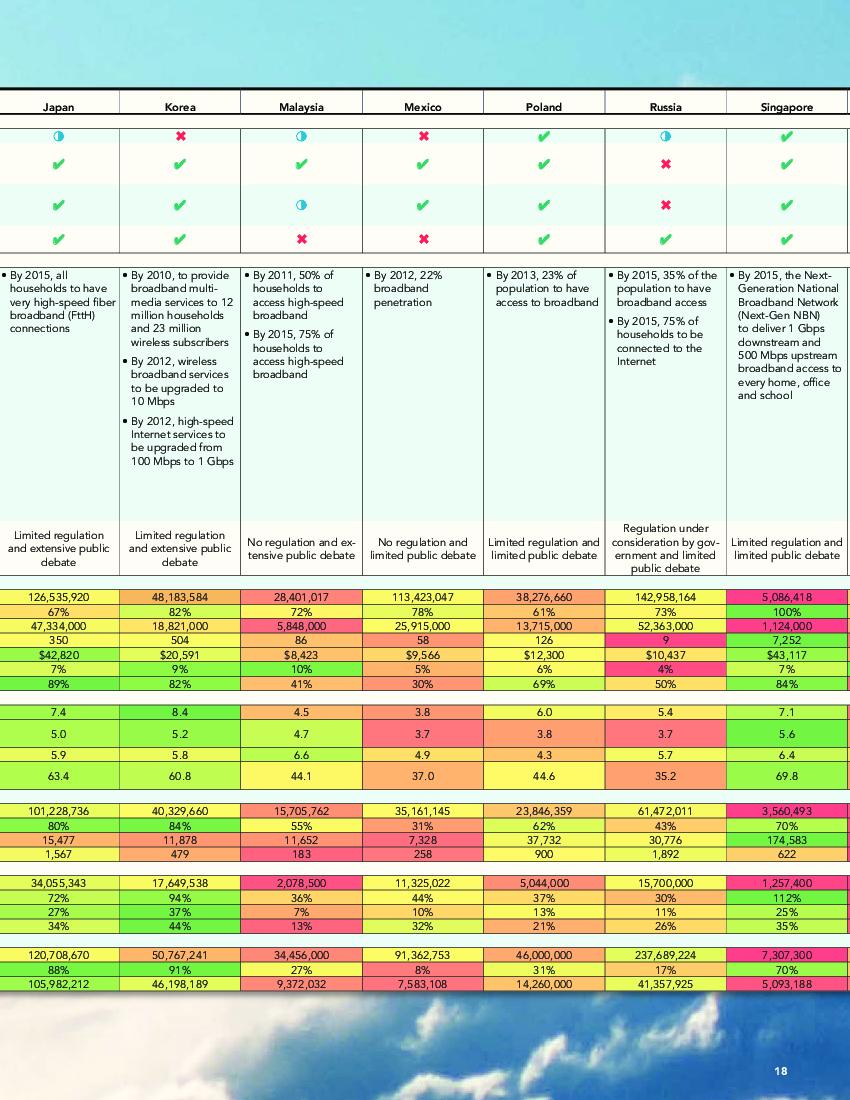 Japan Korea Malaysia Mexico Poland Russia Singapore
✖ ✖ ✔ ✔
✔ ✔ ✔ ✔ ✔ ✖ ✔
✔ ✔ ✔ ✔ ✖ ✔
✔ ✔ ✖ ✖ ✔ ✔ ✔
• By 2015, all
households to have
very high-speed fiber
broadband (FttH)
connections
• By 2010, to provide
broadband multi-
media services to 12
million households
and 23 million
wireless subscribers
• By 2012, wireless
broadband services
to be upgraded to
10 Mbps
• By 2012, high-speed
Internet services to
be upgraded from
100 Mbps to 1 Gbps
• By 2011, 50% of
households to
access high-speed
broadband
• By 2015, 75% of
households to
access high-speed
broadband
• By 2012, 22%
broadband
penetration
• By 2013, 23% of
population to have
access to broadband
• By 2015, 35% of the
population to have
broadband access
• By 2015, 75% of
households to be
connected to the
Internet
• By 2015, the Next-
Generation National
Broadband Network
(Next-Gen NBN)
to deliver 1 Gbps
downstream and
500 Mbps upstream
broadband access to
every home, office
and school
Limited regulation
and extensive public
debate
Limited regulation
and extensive public
debate
No regulation and ex-
tensive public debate
No regulation and
limited public debate
Limited regulation and
limited public debate
Regulation under
consideration by gov-
ernment and limited
public debate
Limited regulation and
limited public debate
126,535,920 48,183,584 28,401,017 113,423,047 38,276,660 142,958,164 5,086,418
67% 82% 72% 78% 61% 73% 100%
47,334,000 18,821,000 5,848,000 25,915,000 13,715,000 52,363,000 1,124,000
350 504 86 58 126 9 7,252
$42,820 $20,591 $8,423 $9,566 $12,300 $10,437 $43,117
7% 9% 10% 5% 6% 4% 7%
89% 82% 41% 30% 69% 50% 84%
7.4 8.4 4.5 3.8 6.0 5.4 7.1
5.0 5.2 4.7 3.7 3.8 3.7 5.6
5.9 5.8 6.6 4.9 4.3 5.7 6.4
63.4 60.8 44.1 37.0 44.6 35.2 69.8
101,228,736 40,329,660 15,705,762 35,161,145 23,846,359 61,472,011 3,560,493
80% 84% 55% 31% 62% 43% 70%
15,477 11,878 11,652 7,328 37,732 30,776 174,583
1,567 479 183 258 900 1,892 622
34,055,343 17,649,538 2,078,500 11,325,022 5,044,000 15,700,000 1,257,400
72% 94% 36% 44% 37% 30% 112%
27% 37% 7% 10% 13% 11% 25%
34% 44% 13% 32% 21% 26% 35%
120,708,670 50,767,241 34,456,000 91,362,753 46,000,000 237,689,224 7,307,300
88% 91% 27% 8% 31% 17% 70%
105,982,212 46,198,189 9,372,032 7,583,108 14,260,000 41,357,925 5,093,188
18